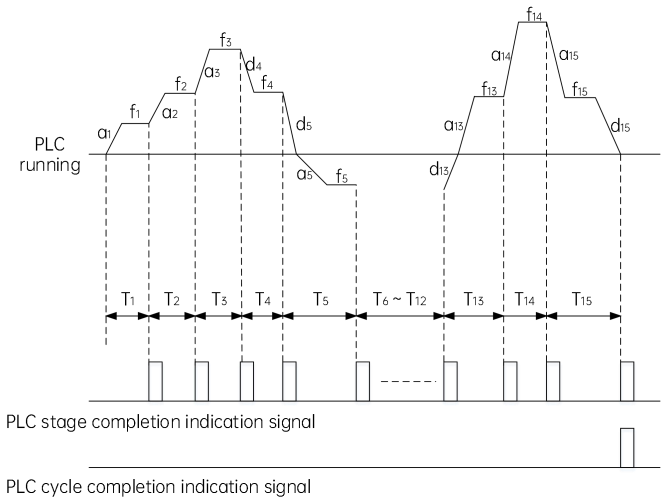 f14
f3
a14
a15
d4
a3
f2
f4
f13
f15
f1
a2
a1
d5
a13
d15
PLC
running
a5
f5
d13
T1 T2 T3 T4 T5 T6 ~ T12 T13 T14 T15
PLC stage completion indication signal
PLC cycle completion indication signal